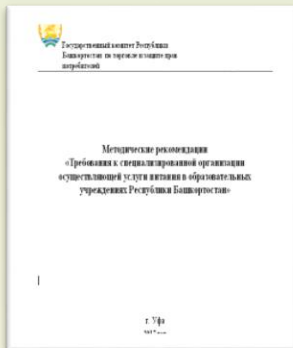 Государственный комитет Республики
Башкортостан по торговле и защите прав
потребителей
Методические рекомендации
«Требования к специализированной организации
осуществляющей услуги питания в образовательных
учреждениях Республики Башкортостан»
г. Уфа